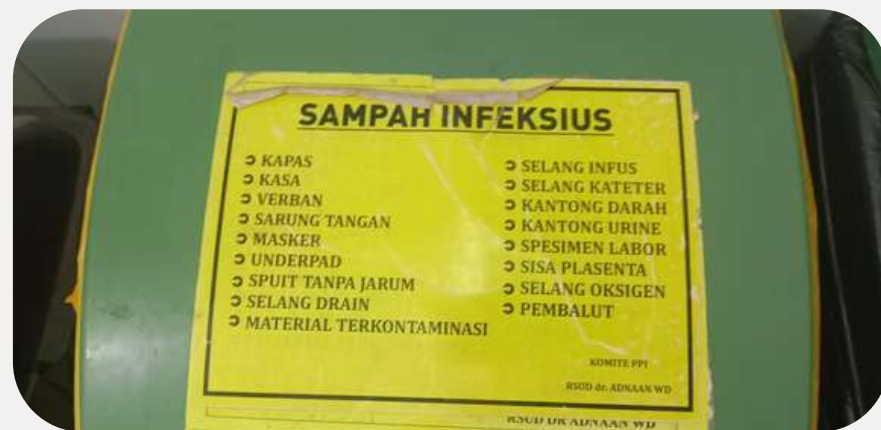 SAMPAH INFEKSIUS
➲ KAPAS
➲ KASA
➲ VERBAN
➲ SARUNG TANGAN
➲ MASKER
➲ UNDERPAD
➲ SPUIT TANPA JARUM
➲ SELANG DRAIN
➲ MATERIAL TERKONTAMINASI
➲ SELANG INFUS
➲ SELANG KATETER
➲ KANTONG DARAH
➲ KANTONG URINE
➲ SPESIMEN LABOR
➲ SISA PLASENTA
➲ SELANG OKSIGEN
➲ PEMBALUT
KOMITE PPI
RSUD dr. ADNAAN WD
RSUD DR ADNAAN WD